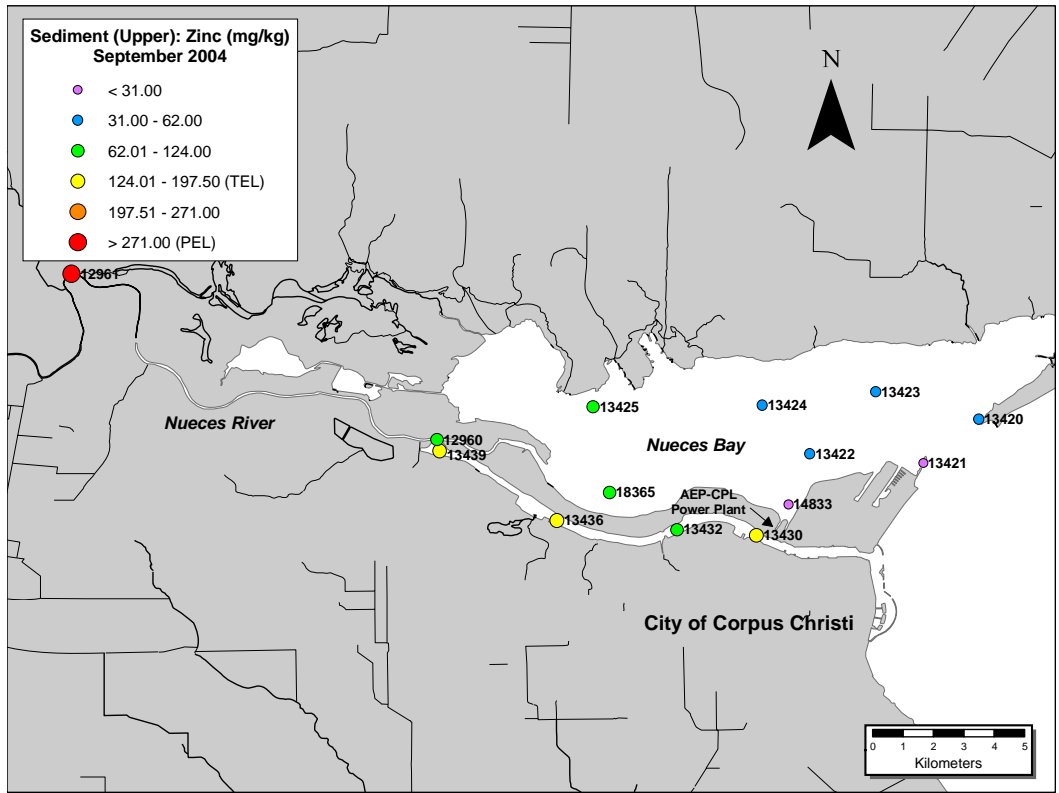 Sediment (Upper): Zinc (mg/kg)
September 2004
< 31.00
31.00 - 62.00
62.01 - 124.00
124.01 - 197.50 (TEL)
197.51 - 271.00
> 271.00 (PEL)
N
12961
13423
13425
13424
13420
Nueces River
12960
Nueces Bay
13439
13422
13421
18365
AEP-CPL
Power Plant
14833
13436
13432
13430
City of Corpus Christi
0 1 2 3 4 5
Kilometers